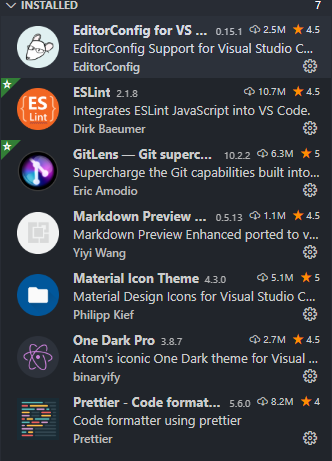 INSTALLED 7
EditorConfig for VS ... 0.15.1 2.5M 4.5
EditorConfig Support for Visual Studio C...
EditorConfig
ESLint 2.1.8 10.7M 4.5
ES
Lint
Integrates ESLint JavaScript into VS Code.
Dirk Baeumer
GitLens — Git superc... 10.2.2 6.3M 5
Supercharge the Git capabilities built into...
Eric Amodio
Markdown Preview ... 0.5.13 1.1M 4.5
Markdown Preview Enhanced ported to v...
Yiyi Wang
Material Icon Theme 4.3.0 5.1M 5
Material Design Icons for Visual Studio C...
Philipp Kief
One Dark Pro 3.8.7 2.7M 4.5
Atom's iconic One Dark theme for Visual ...
binaryify
Prettier - Code format... 5.6.0 8.2M 4
Code formatter using prettier
Prettier